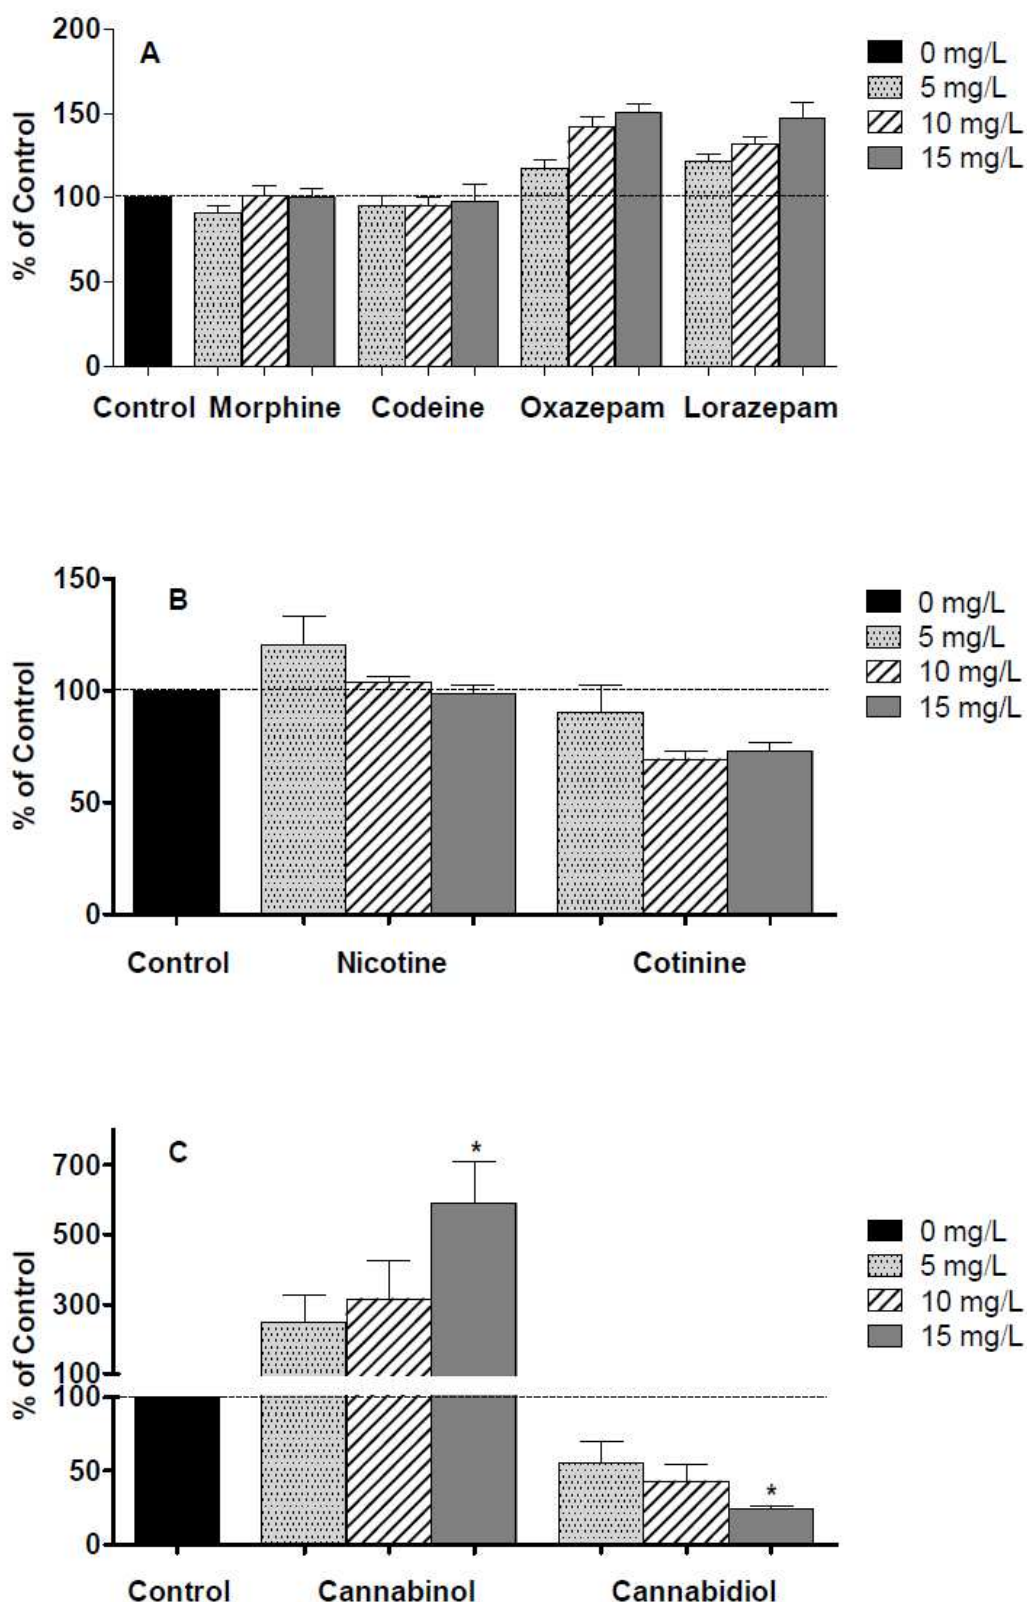 200
A
150
100
50
0
% of Control
Control Morphine Codeine Oxazepam Lorazepam
0 mg/L
5 mg/L
10 mg/L
15 mg/L
150
B
100
50
0
% of Control
Control Nicotine Cotinine
0 mg/L
5 mg/L
10 mg/L
15 mg/L
C
*
700
500
300
100
100
50
0
*
% of Control
Control Cannabinol Cannabidiol
0 mg/L
5 mg/L
10 mg/L
15 mg/L